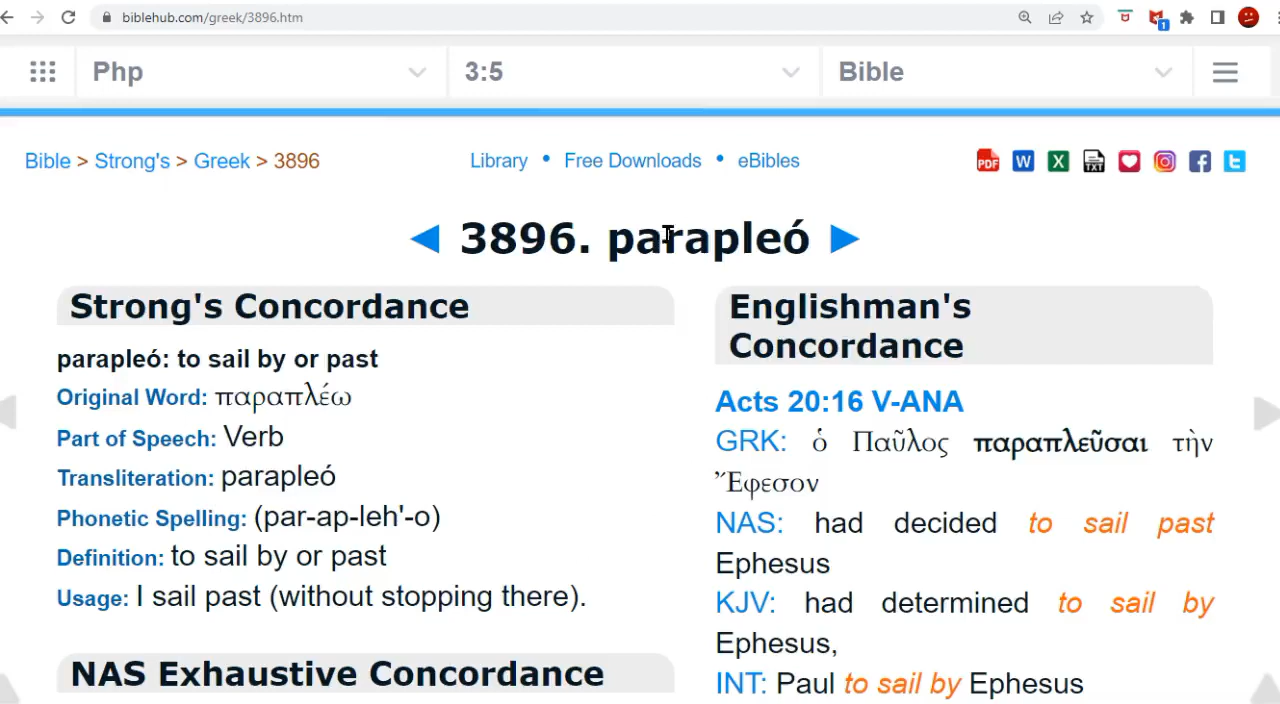 biblehub.com/greek/3896.htm
1
Php
3:5
Bible
Bible > Strong's > Greek > 3896
Library • Free Downloads • eBibles
PDF W X TXT
◄ 3896. parapleó ►
Strong's Concordance
parapleó: to sail by or past
Original Word: παραπλέω
Part of Speech: Verb
Transliteration: parapleó
Phonetic Spelling: (par-ap-leh'-o)
Definition: to sail by or past
Usage: I sail past (without stopping there).
NAS Exhaustive Concordance
Englishman's
Concordance
Acts 20:16 V-ANA
GRK: ὁ Παῦλος παραπλεῦσαι τὴν
Ἔφεσον
NAS: had decided to sail past
Ephesus
KJV: had determined to sail by
Ephesus,
INT: Paul to sail by Ephesus